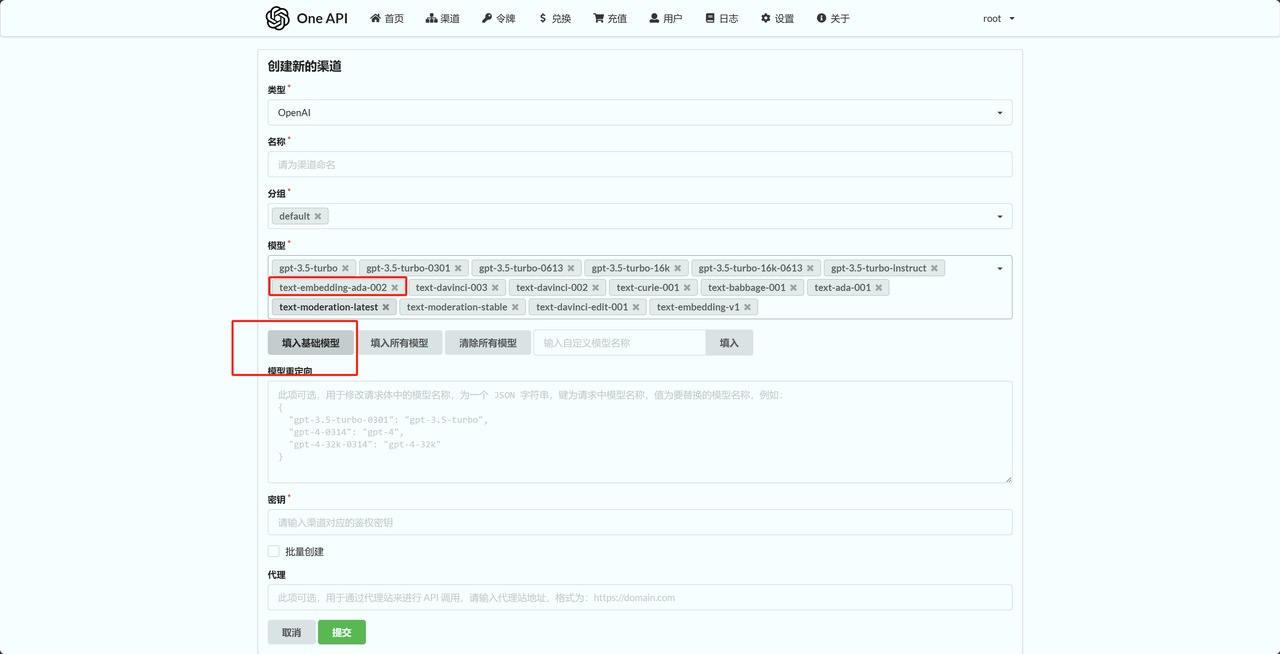 One API 首页 渠道 令牌 兑换 充值 用户 日志 设置 关于 root
创建新的渠道
类型*
OpenAI
名称*
请为渠道命名
分组*
default
模型*
gpt-3.5-turbo gpt-3.5-turbo-0301 gpt-3.5-turbo-0613 gpt-3.5-turbo-16k gpt-3.5-turbo-16k-0613 gpt-3.5-turbo-instruct
text-embedding-ada-002 text-davinci-003 text-davinci-002 text-curie-001 text-babbage-001 text-ada-001
text-moderation-latest text-moderation-stable text-davinci-edit-001 text-embedding-v1
填入基础模型 填入所有模型 清除所有模型 输入自定义模型名称 填入
模型重定向
此项可选，用于修改请求体中的模型名称，为一个 JSON 字符串，键为请求中模型名称，值为要替换的模型名称，例如：
{
"gpt-3.5-turbo-0301": "gpt-3.5-turbo",
"gpt-4-0314": "gpt-4",
"gpt-4-32k-0314": "gpt-4-32k"
}
密钥*
请输入渠道对应的鉴权密钥
批量创建
代理
此项可选，用于通过代理站来进行 API 调用，请输入代理站地址，格式为：https://domain.com
取消 提交